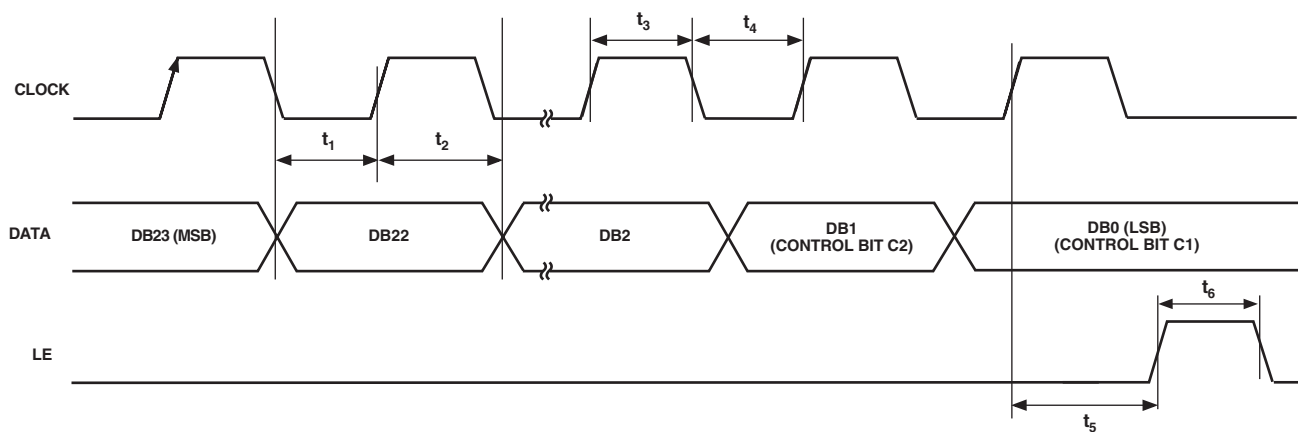 t3
t4
CLOCK
t1
t2
DATA
DB23 (MSB)
DB22
DB2
DB1
(CONTROL BIT C2)
DB0 (LSB)
(CONTROL BIT C1)
t6
LE
t5